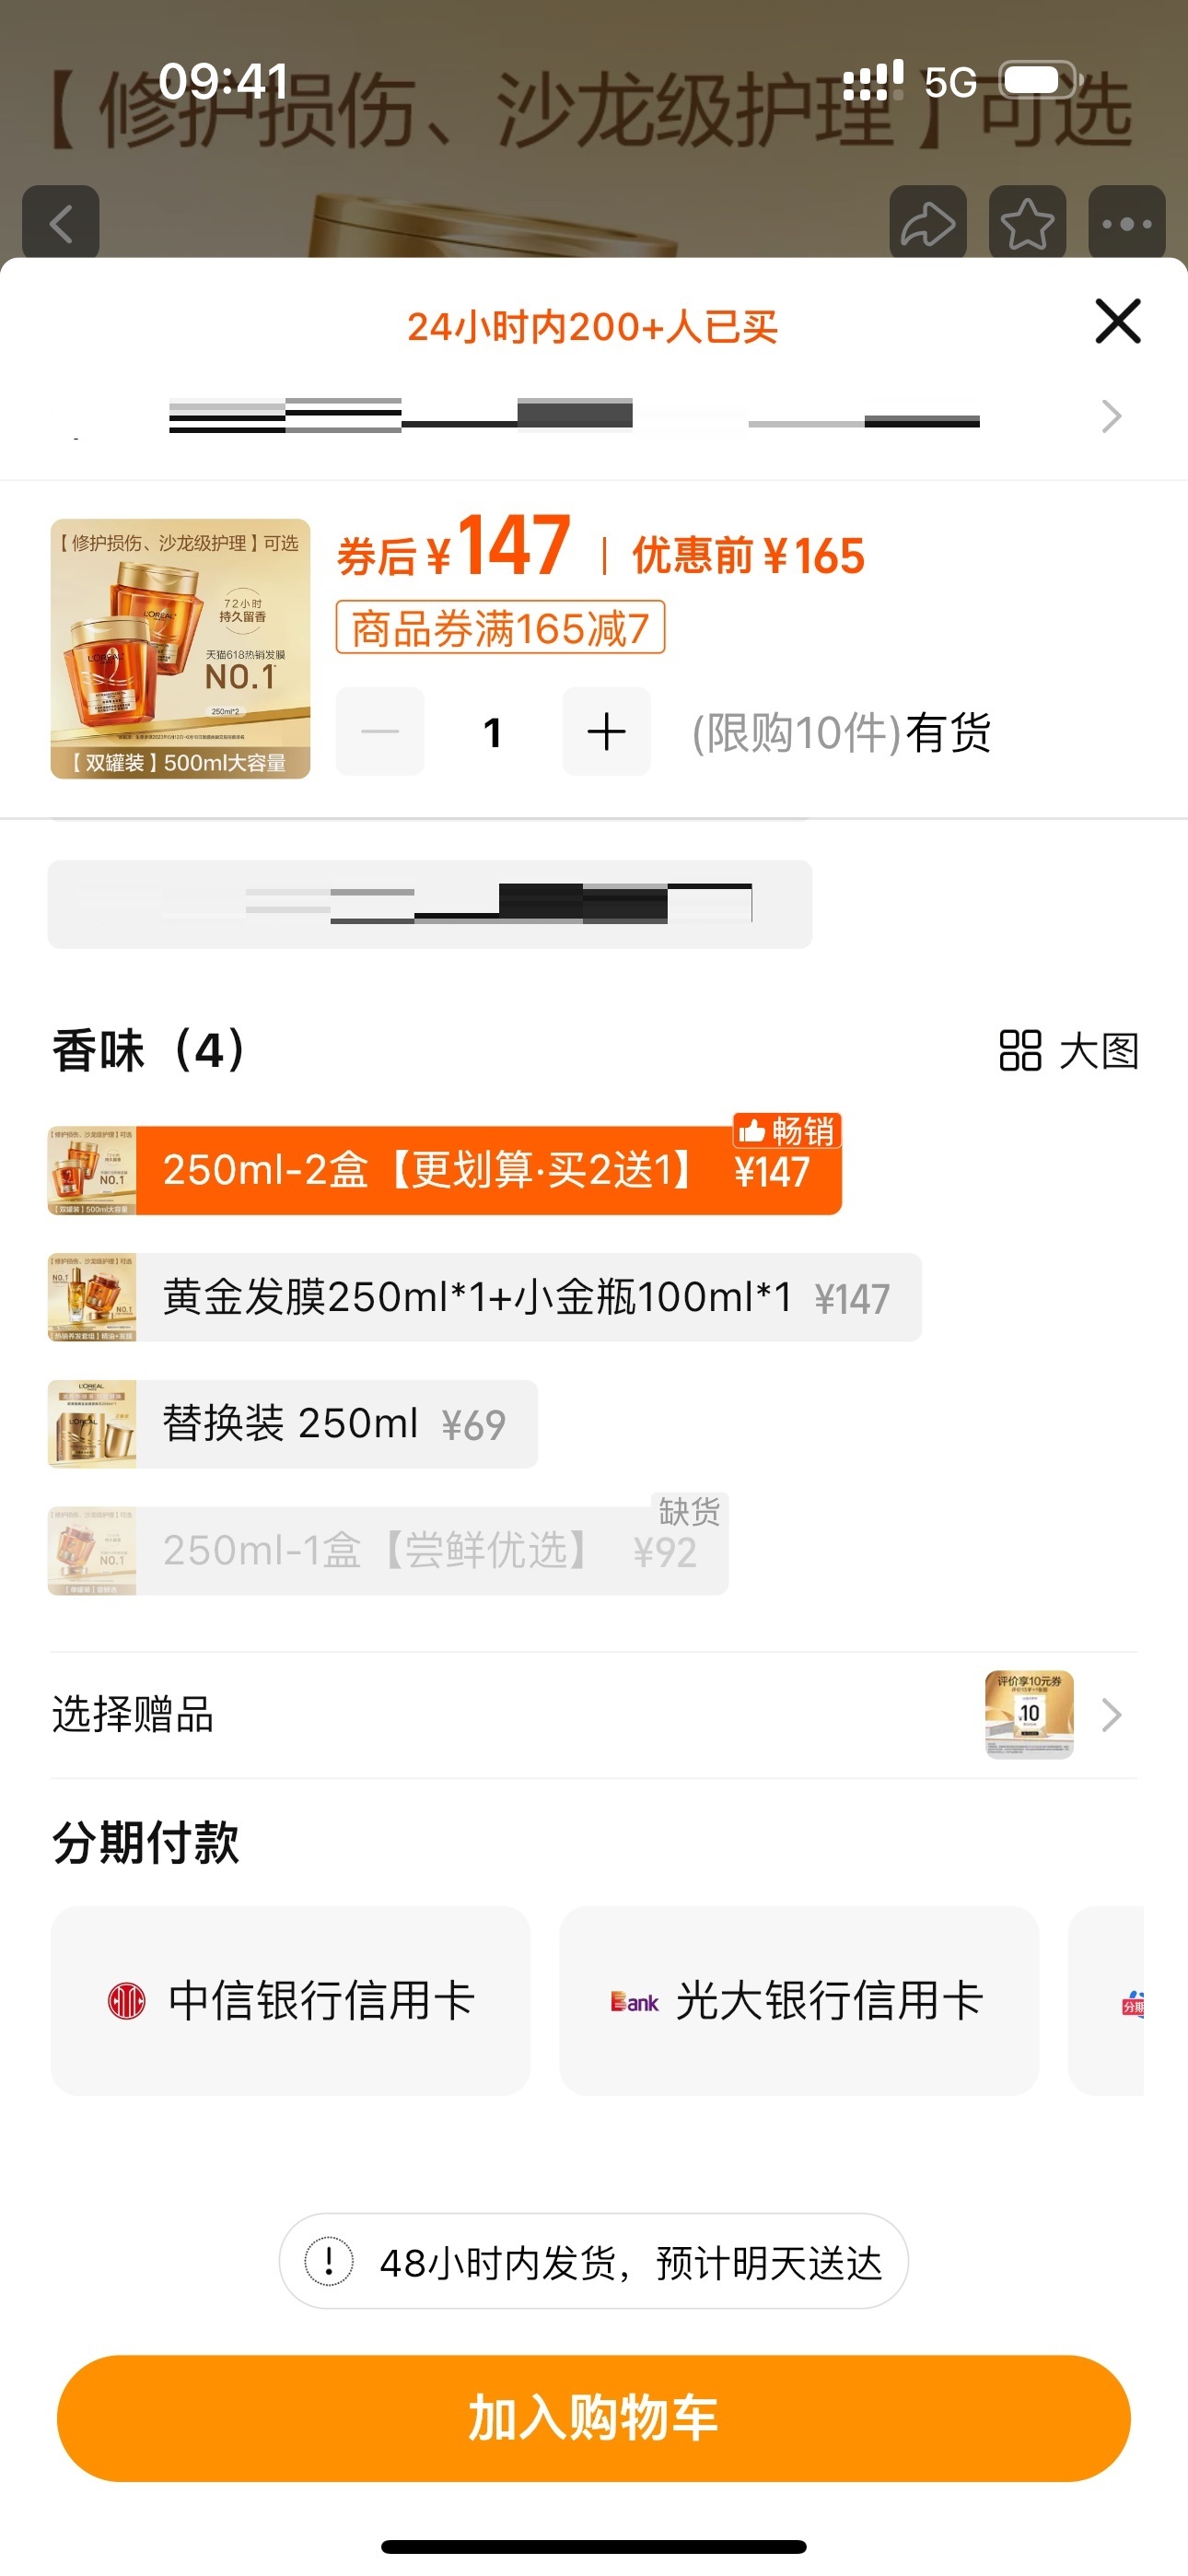 【修护损伤、沙龙级护理】可选
09:41
5G
24小时内200+人已买
【修护损伤、沙龙级护理】可选
72小时
持久留香
天猫618热销发膜
NO.1
250ml*2
【双罐装】500ml大容量
券后¥147 | 优惠前¥165
商品券满165减7
1
(限购10件)有货
香味（4）
大图
畅销
250ml-2盒【更划算·买2送1】 ¥147
黄金发膜250ml*1+小金瓶100ml*1 ¥147
替换装 250ml ¥69
缺货
250ml-1盒【尝鲜优选】 ¥92
选择赠品
评价享10元券
10
分期付款
中信银行信用卡
Bank 光大银行信用卡
分期
48小时内发货，预计明天送达
加入购物车